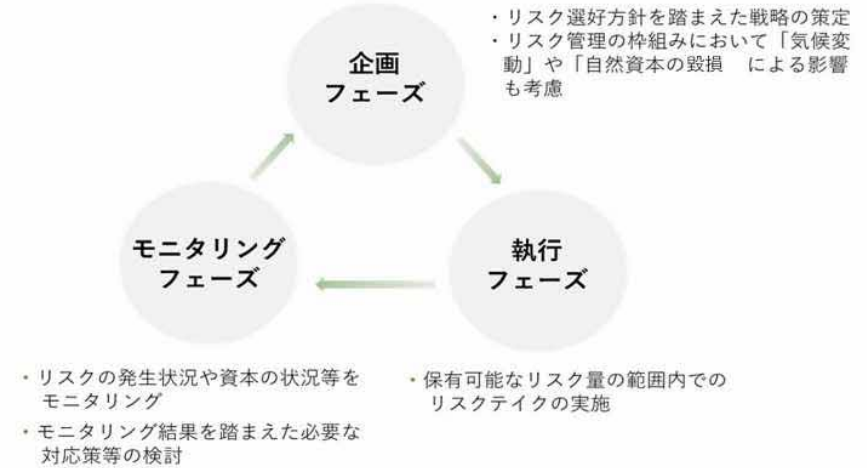 企画
フェーズ
・リスク選好方針を踏まえた戦略の策定
・リスク管理の枠組みにおいて「気候変
動」や「自然資本の毀損　による影響
も考慮
モニタリング
フェーズ
執行
フェーズ
・リスクの発生状況や資本の状況等を
モニタリング
・モニタリング結果を踏まえた必要な
対応策等の検討
・保有可能なリスク量の範囲内での
リスクテイクの実施